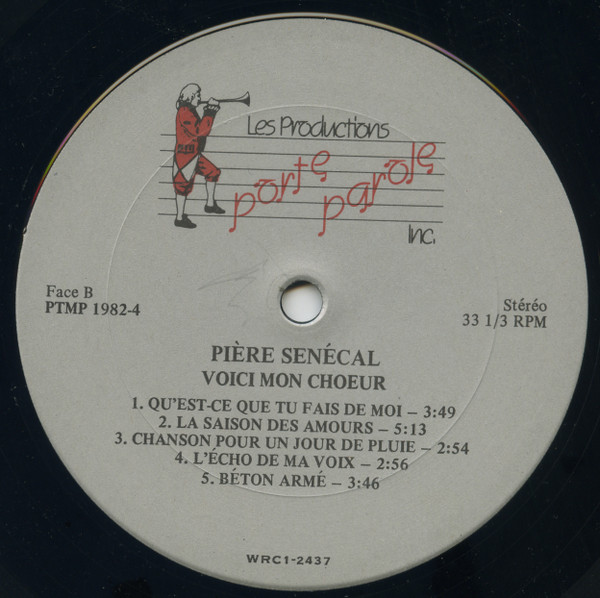 Les Productions
porte parole
Inc.
Face B
PTMP 1982-4
Stéréo
33 1/3 RPM
PIÈRE SENÉCAL
VOICI MON CHOEUR
1. QU'EST-CE QUE TU FAIS DE MOI – 3:49
2. LA SAISON DES AMOURS – 5:13
3. CHANSON POUR UN JOUR DE PLUIE – 2:54
4. L'ÉCHO DE MA VOIX – 2:56
5. BÉTON ARMÉ – 3:46
WRC1-2437